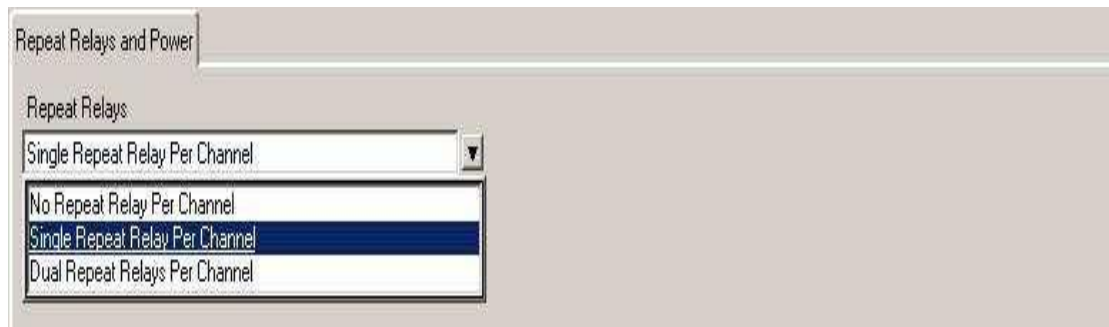 Repeat Relays and Power
Repeat Relays
Single Repeat Relay Per Channel
No Repeat Relay Per Channel
Single Repeat Relay Per Channel
Dual Repeat Relays Per Channel